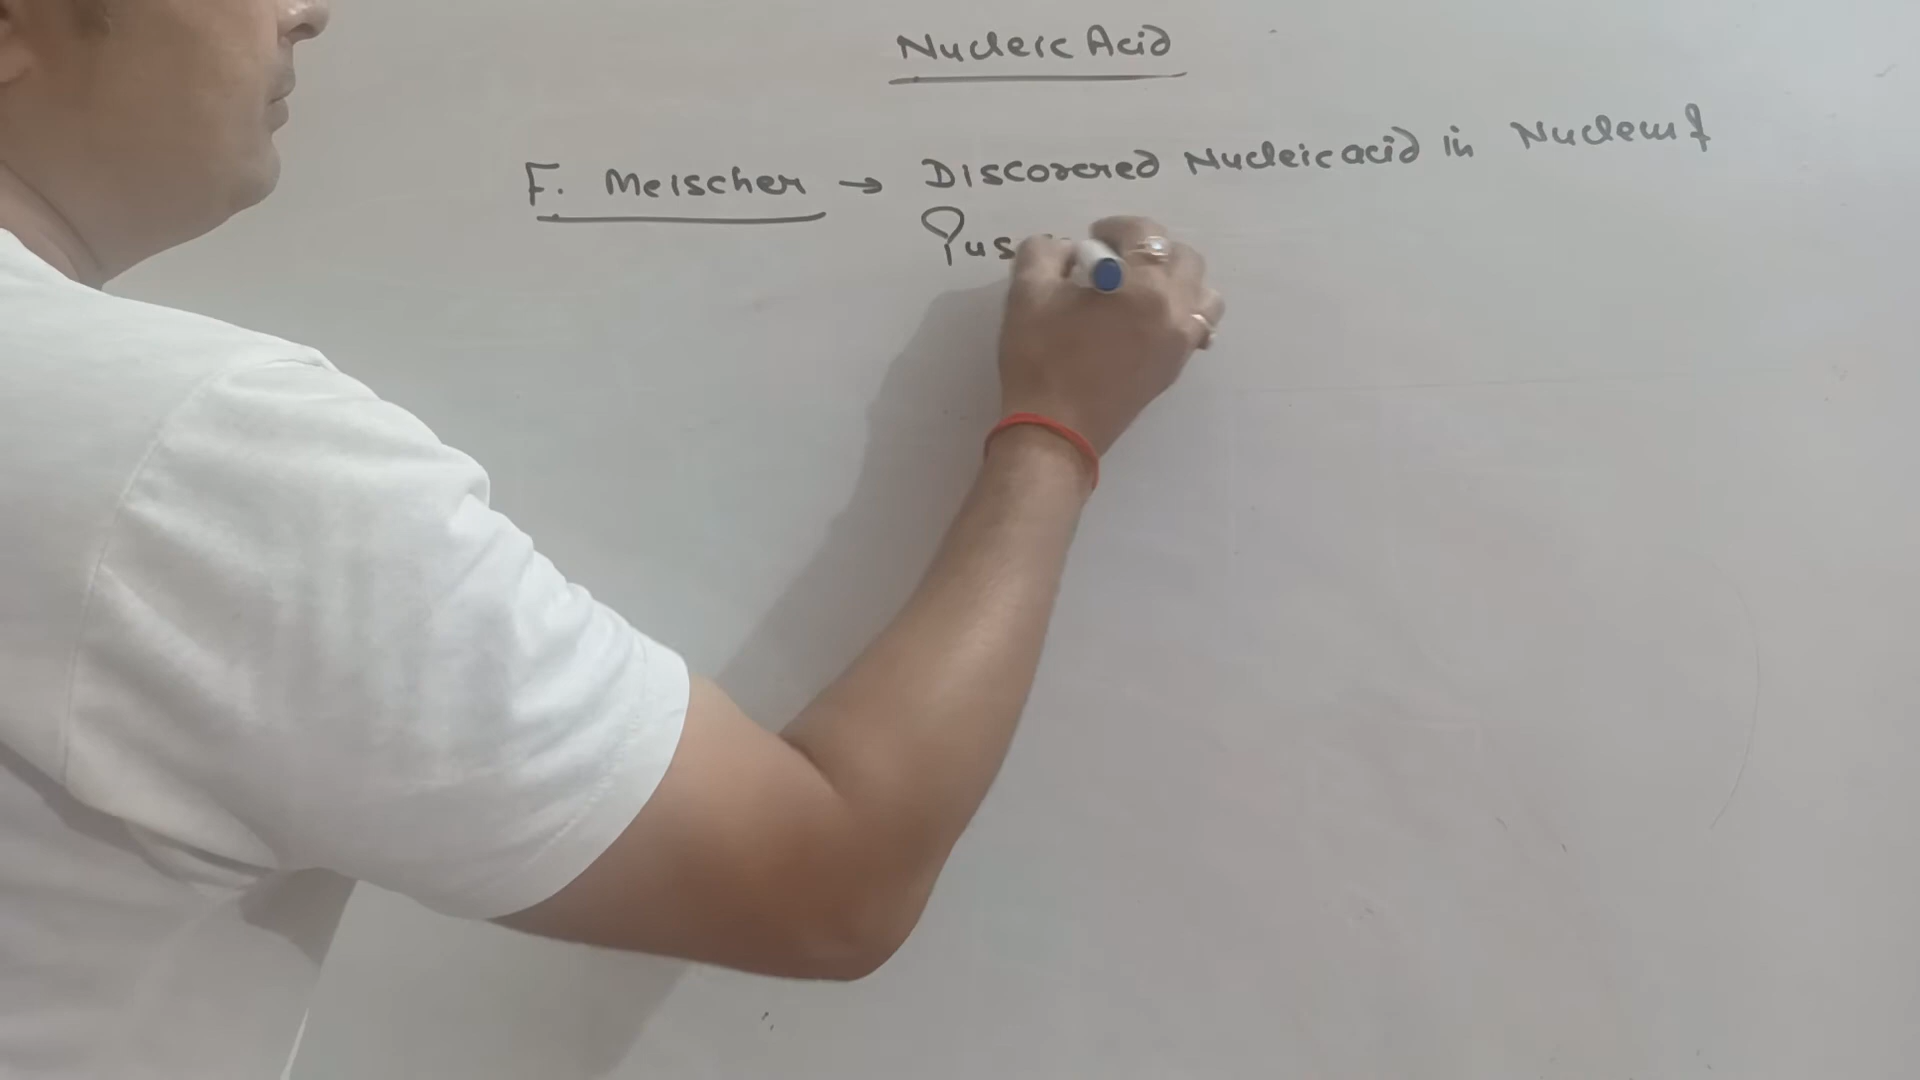 Nucleic Acid
F. Meischer → Discovered Nucleic acid in Nucleus of
Pus